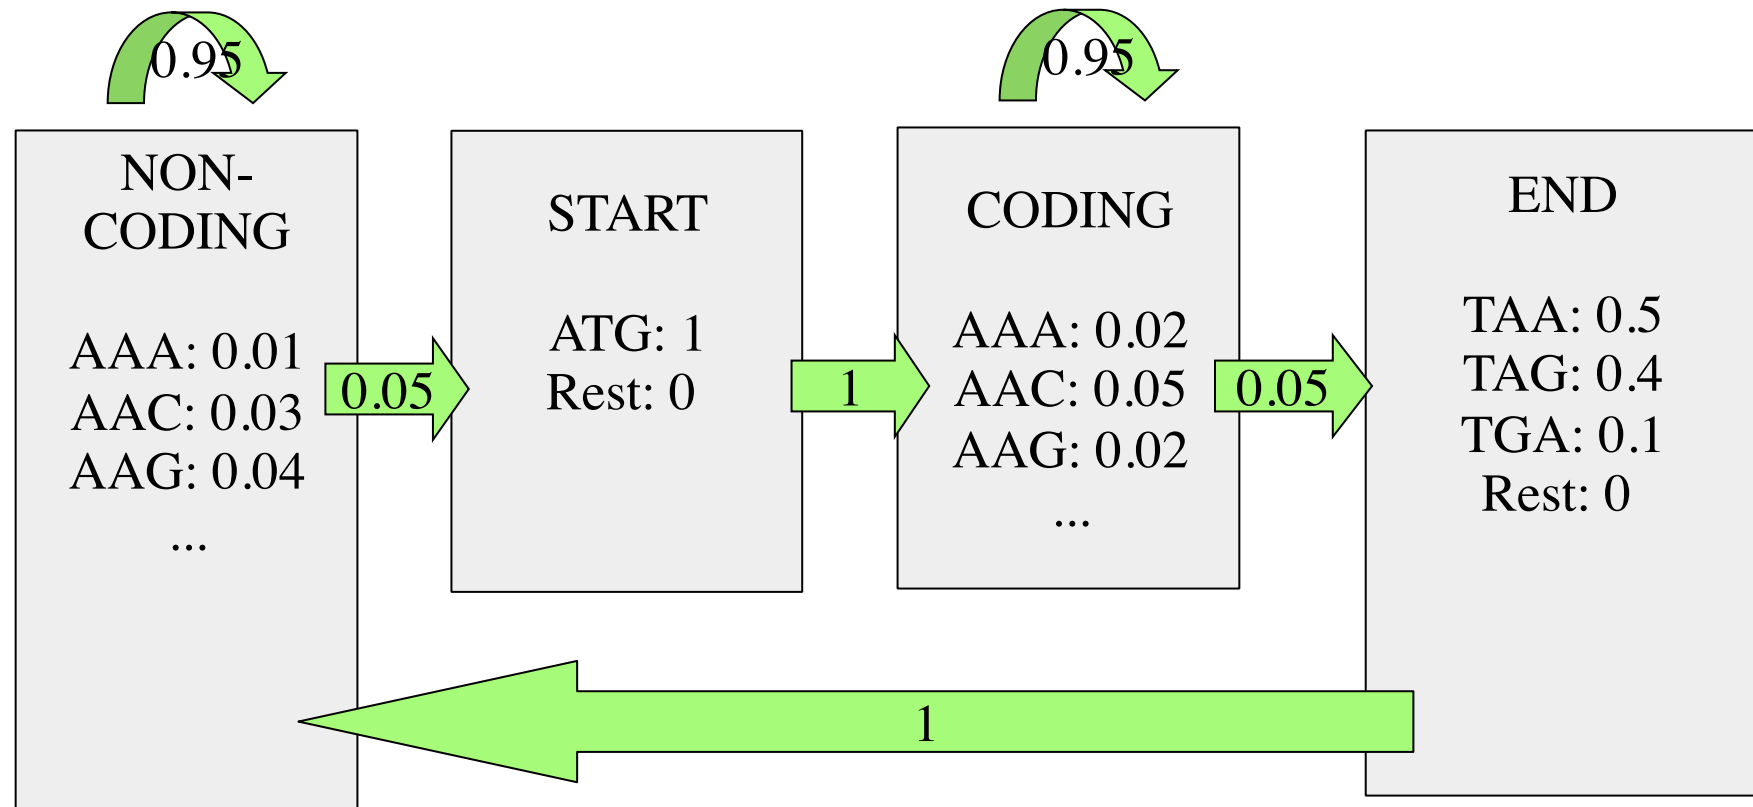 0.95
0.95
NON-
CODING
AAA: 0.01
AAC: 0.03
AAG: 0.04
...
0.05
START
ATG: 1
Rest: 0
1
CODING
AAA: 0.02
AAC: 0.05
AAG: 0.02
...
0.05
END
TAA: 0.5
TAG: 0.4
TGA: 0.1
Rest: 0
1